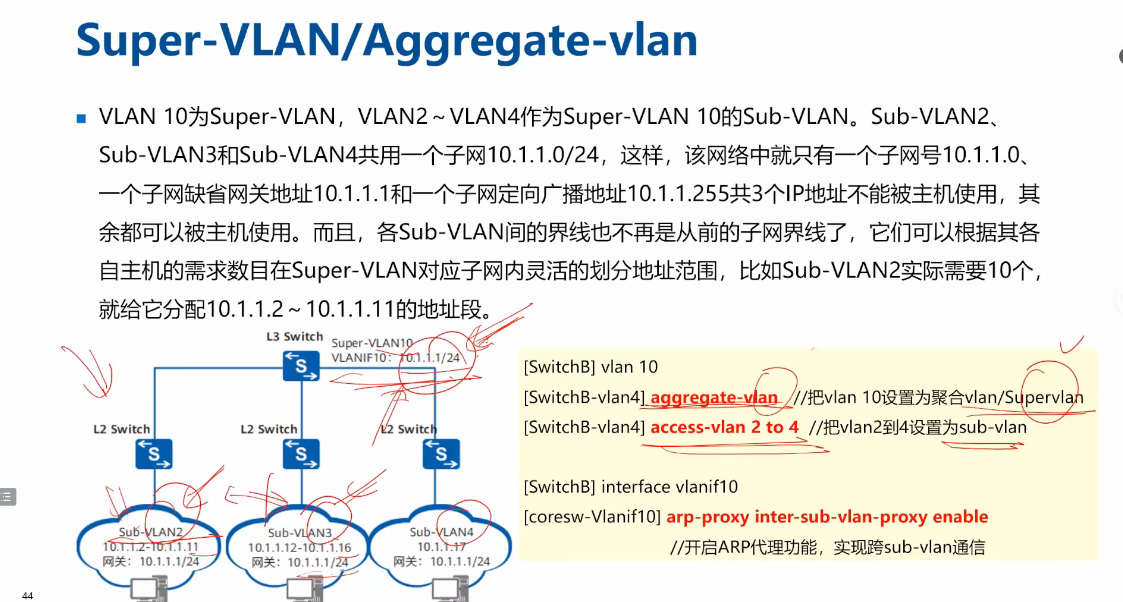 Super-VLAN/Aggregate-vlan
VLAN 10为Super-VLAN，VLAN2～VLAN4作为Super-VLAN 10的Sub-VLAN。Sub-VLAN2、
Sub-VLAN3和Sub-VLAN4共用一个子网10.1.1.0/24，这样，该网络中就只有一个子网号10.1.1.0、
一个子网缺省网关地址10.1.1.1和一个子网定向广播地址10.1.1.255共3个IP地址不能被主机使用，其
余都可以被主机使用。而且，各Sub-VLAN间的界线也不再是从前的子网界线了，它们可以根据其各
自主机的需求数目在Super-VLAN对应子网内灵活的划分地址范围，比如Sub-VLAN2实际需要10个，
就给它分配10.1.1.2～10.1.1.11的地址段。
L3 Switch
Super-VLAN10
VLANIF10：10.1.1.1/24
S
L2 Switch
L2 Switch
L2 Switch
S
S
S
Sub-VLAN2
10.1.1.2-10.1.1.11
网关：10.1.1.1/24
Sub-VLAN3
10.1.1.12-10.1.1.16
网关：10.1.1.1/24
Sub-VLAN4
10.1.1.17
网关：10.1.1.1/24
[SwitchB] vlan 10
[SwitchB-vlan4] aggregate-vlan //把vlan 10设置为聚合vlan/Supervlan
[SwitchB-vlan4] access-vlan 2 to 4 //把vlan2到4设置为sub-vlan
[SwitchB] interface vlanif10
[coresw-Vlanif10] arp-proxy inter-sub-vlan-proxy enable
//开启ARP代理功能，实现跨sub-vlan通信
44